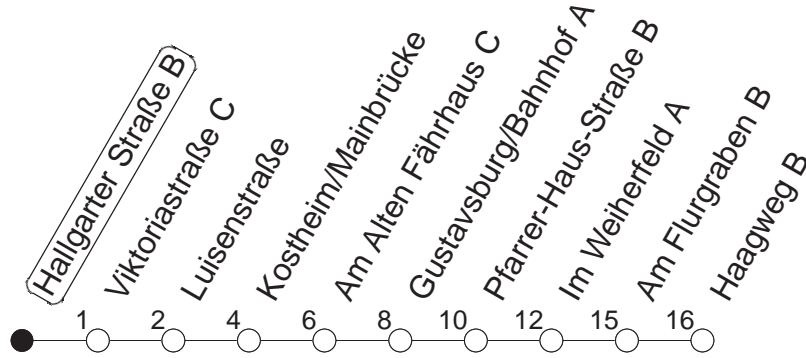 Hallgarter Straße B
Viktoriastraße C
Luisenstraße
Kostheim/Mainbrücke
Am Alten Fährhaus C
Gustavsburg/Bahnhof A
Pfarrer-Haus-Straße B
Im Weiherfeld A
Am Flurgraben B
Haagweg B
1 2 4 6 8 10 12 15 16